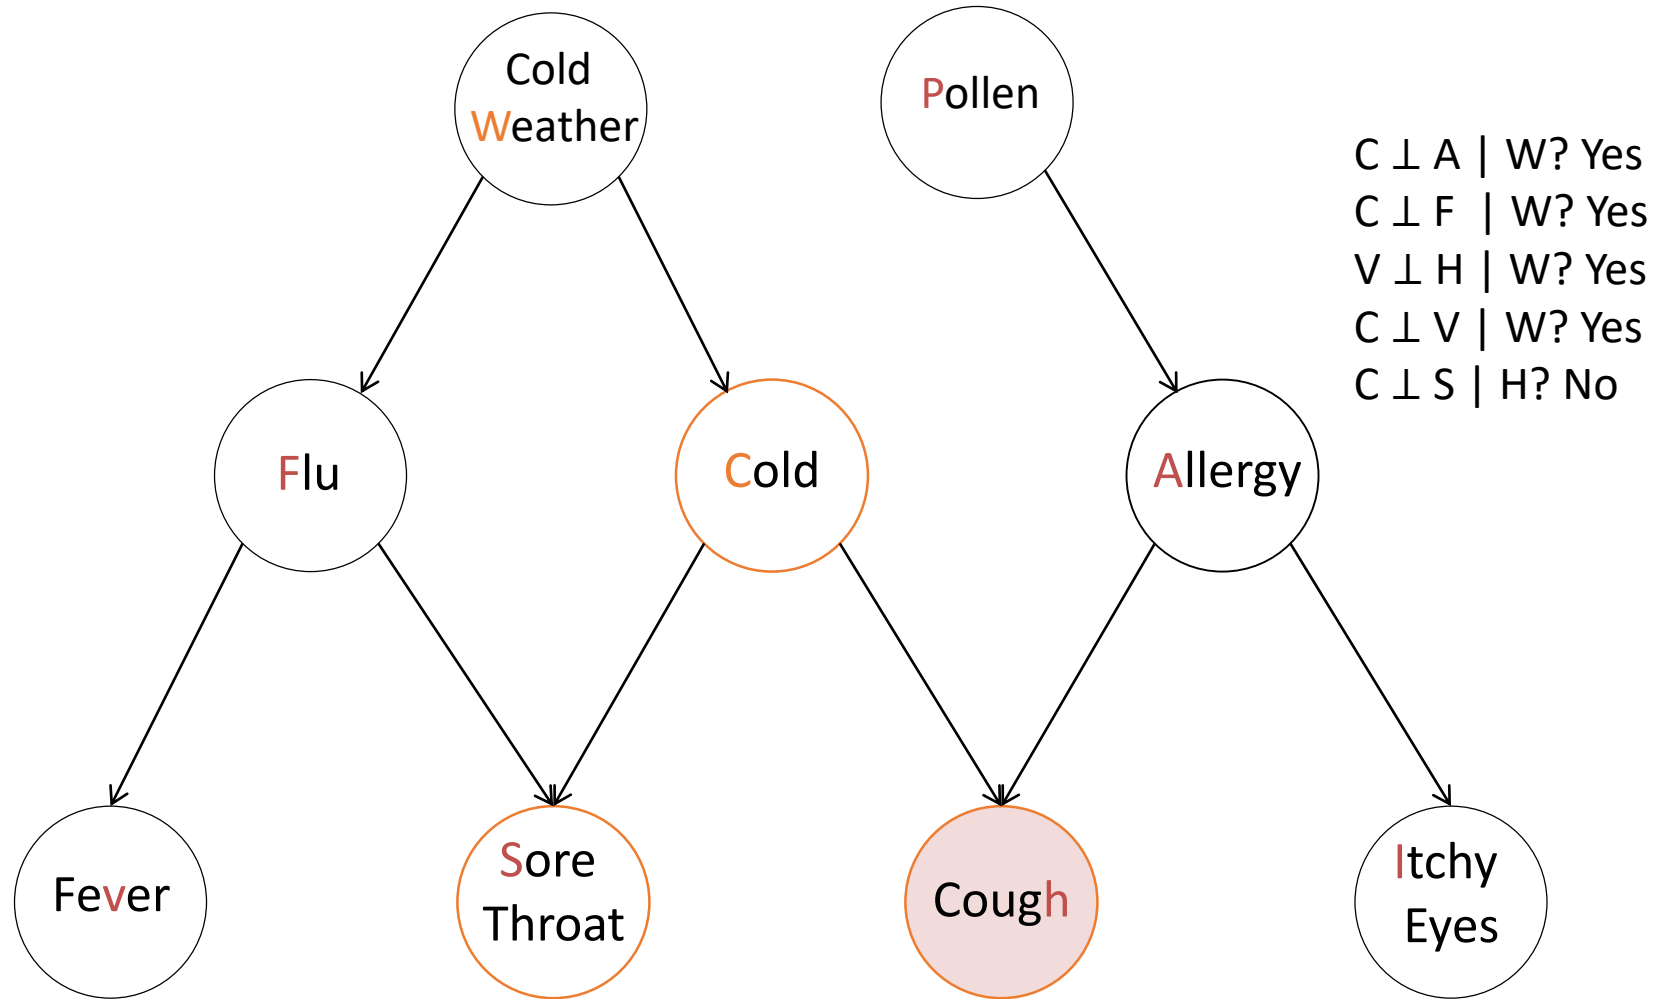 Cold
Weather
Pollen
C ⊥ A | W? Yes
C ⊥ F | W? Yes
V ⊥ H | W? Yes
C ⊥ V | W? Yes
C ⊥ S | H? No
Flu
Cold
Allergy
Fever
Sore
Throat
Cough
Itchy
Eyes